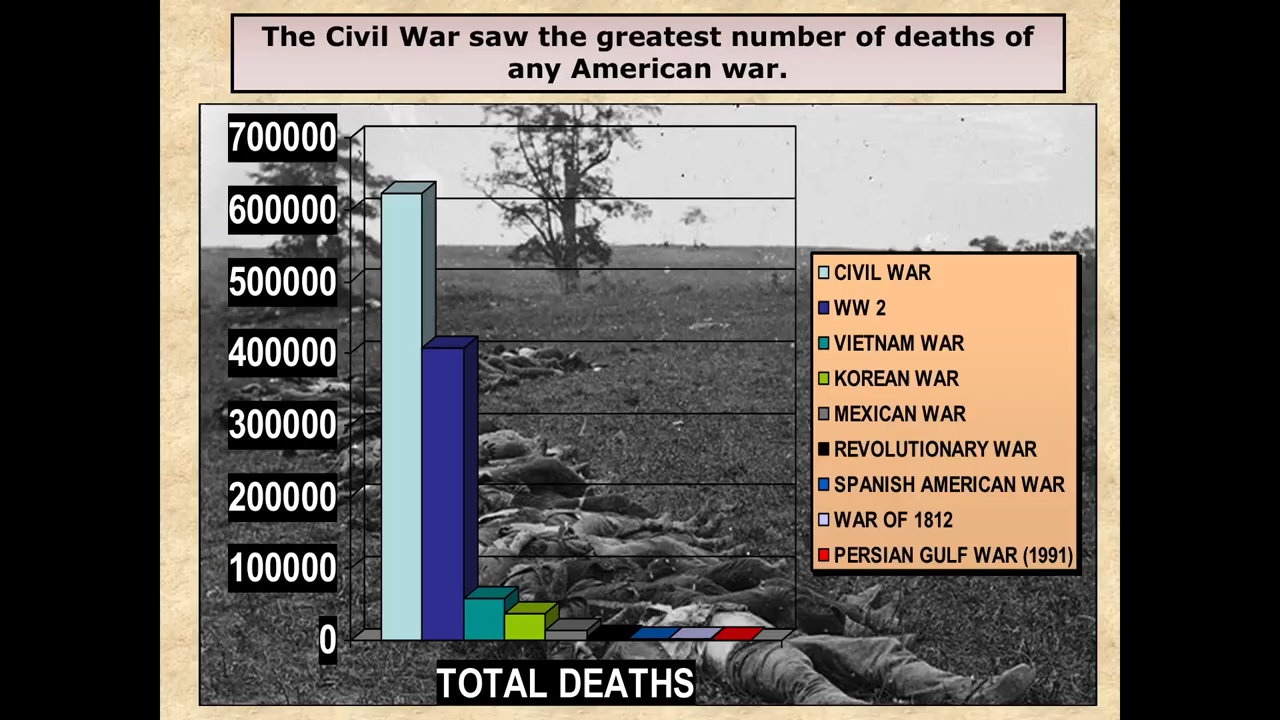 The Civil War saw the greatest number of deaths of
any American war.
700000
600000
500000
400000
300000
200000
100000
0
TOTAL DEATHS
CIVIL WAR
WW 2
VIETNAM WAR
KOREAN WAR
MEXICAN WAR
REVOLUTIONARY WAR
SPANISH AMERICAN WAR
WAR OF 1812
PERSIAN GULF WAR (1991)